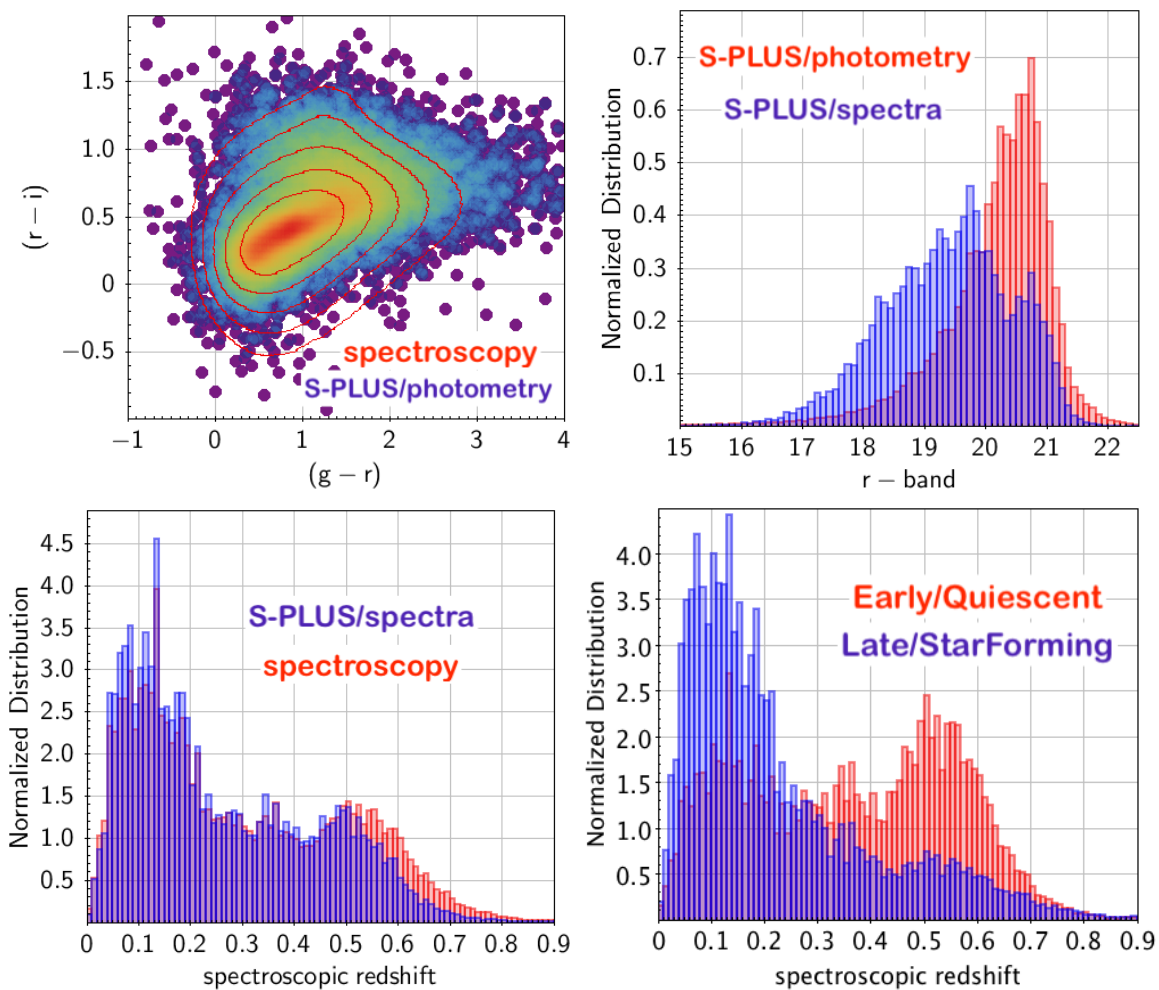 1.5
1.0
0.5
0
−0.5
(r − i)
spectroscopy
S-PLUS/photometry
−1 0 1 2 3 4
(g − r)
0.7
0.6
0.5
0.4
0.3
0.2
0.1
Normalized Distribution
S-PLUS/photometry
S-PLUS/spectra
15 16 17 18 19 20 21 22
r − band
4.5
4.0
3.5
3.0
2.5
2.0
1.5
1.0
0.5
Normalized Distribution
S-PLUS/spectra
spectroscopy
0 0.1 0.2 0.3 0.4 0.5 0.6 0.7 0.8 0.9
spectroscopic redshift
4.0
3.5
3.0
2.5
2.0
1.5
1.0
0.5
Normalized Distribution
Early/Quiescent
Late/StarForming
0 0.1 0.2 0.3 0.4 0.5 0.6 0.7 0.8 0.9
spectroscopic redshift